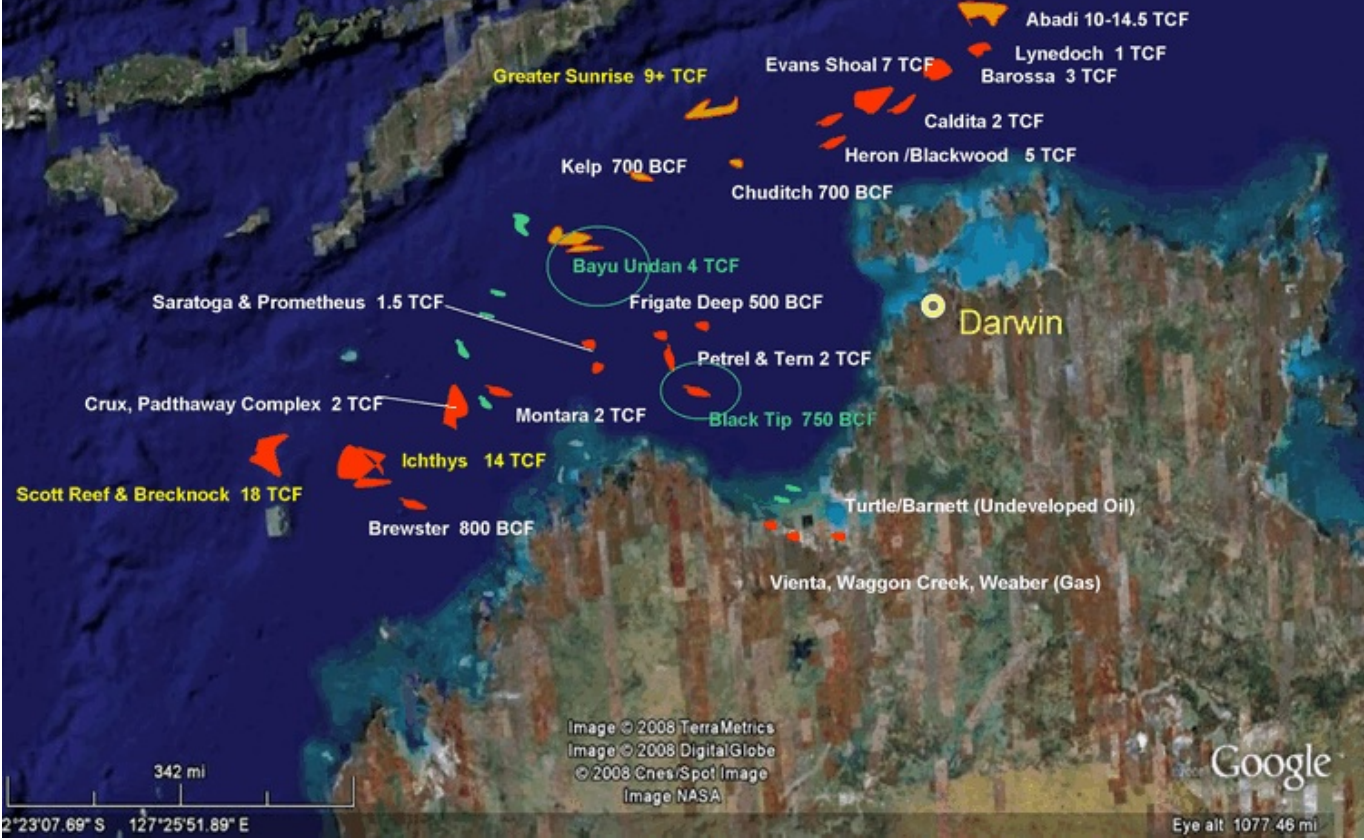 Abadi 10-14.5 TCF
Lynedoch 1 TCF
Evans Shoal 7 TCF
Greater Sunrise 9+ TCF
Barossa 3 TCF
Caldita 2 TCF
Heron /Blackwood 5 TCF
Kelp 700 BCF
Chuditch 700 BCF
Bayu Undan 4 TCF
Saratoga & Prometheus 1.5 TCF
Frigate Deep 500 BCF
Darwin
Petrel & Tern 2 TCF
Crux, Padthaway Complex 2 TCF
Montara 2 TCF
Black Tip 750 BCF
Ichthys 14 TCF
Scott Reef & Brecknock 18 TCF
Turtle/Barnett (Undeveloped Oil)
Brewster 800 BCF
Vienta, Waggon Creek, Weaber (Gas)
Image © 2008 TerraMetrics
Image © 2008 DigitalGlobe
© 2008 Cnes/Spot Image
Image NASA
Google
342 mi
2°23'07.69" S 127°25'51.89" E
Eye alt 1077.46 mi